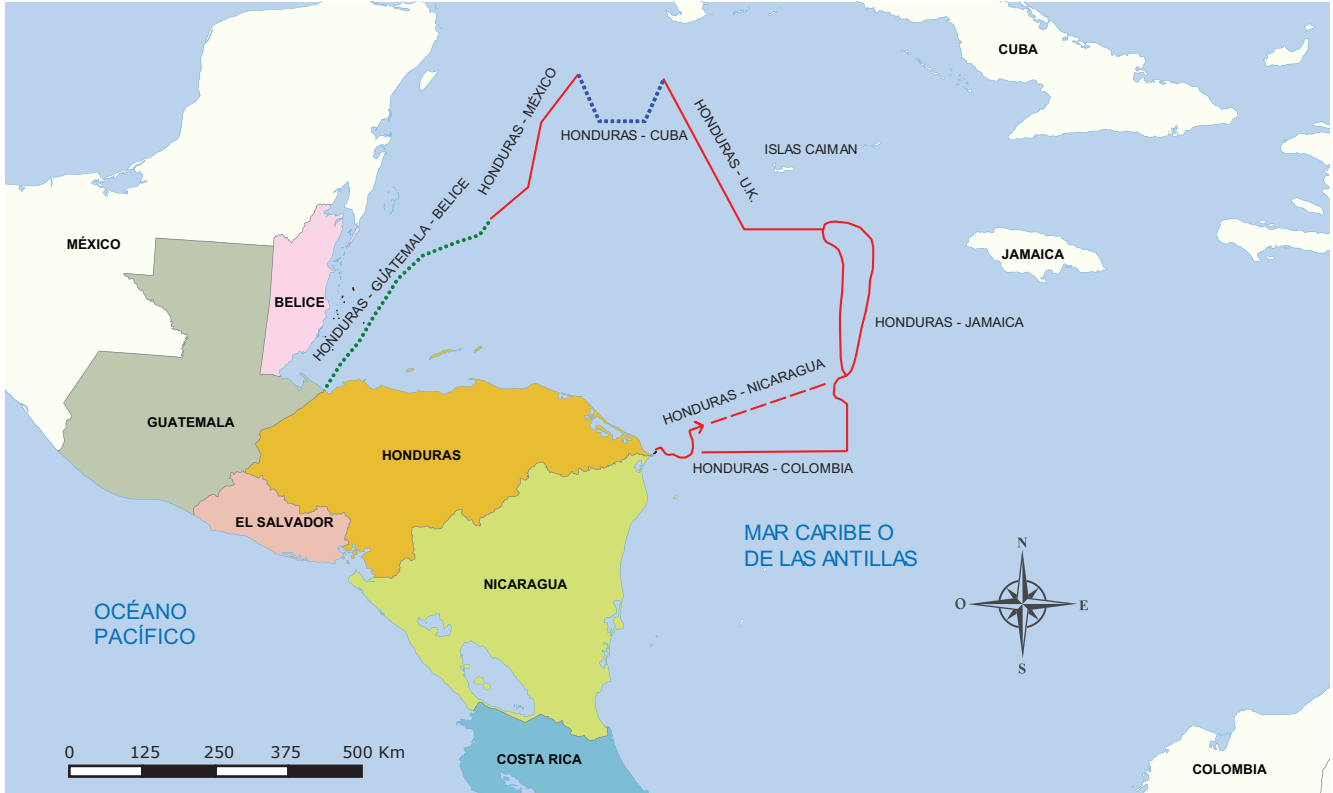 CUBA
HONDURAS - MÉXICO
HONDURAS - CUBA
HONDURAS - U.K.
ISLAS CAIMAN
HONDURAS - GUATEMALA - BELICE
MÉXICO
JAMAICA
BELICE
HONDURAS - JAMAICA
HONDURAS - NICARAGUA
GUATEMALA
HONDURAS
HONDURAS - COLOMBIA
EL SALVADOR
MAR CARIBE O
DE LAS ANTILLAS
NICARAGUA
N
O
E
S
OCÉANO
PACÍFICO
0 125 250 375 500 Km
COSTA RICA
COLOMBIA